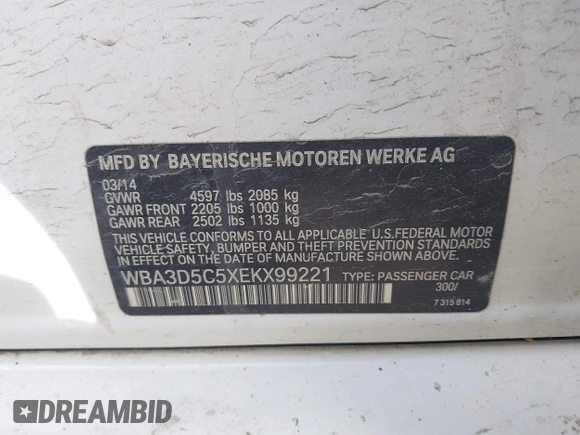 MFD BY BAYERISCHE MOTOREN WERKE AG
03/14
GVWR 4597 lbs 2085 kg
GAWR FRONT 2205 lbs 1000 kg
GAWR REAR 2502 lbs 1135 kg
THIS VEHICLE CONFORMS TO ALL APPLICABLE U.S.FEDERAL MOTOR
VEHICLE SAFETY, BUMPER AND THEFT PREVENTION STANDARDS
IN EFFECT ON THE DATE OF MANUFACTURE SHOWN ABOVE.
WBA3D5C5XEKX99221 TYPE: PASSENGER CAR
300/
7 315 814
DREAMBID